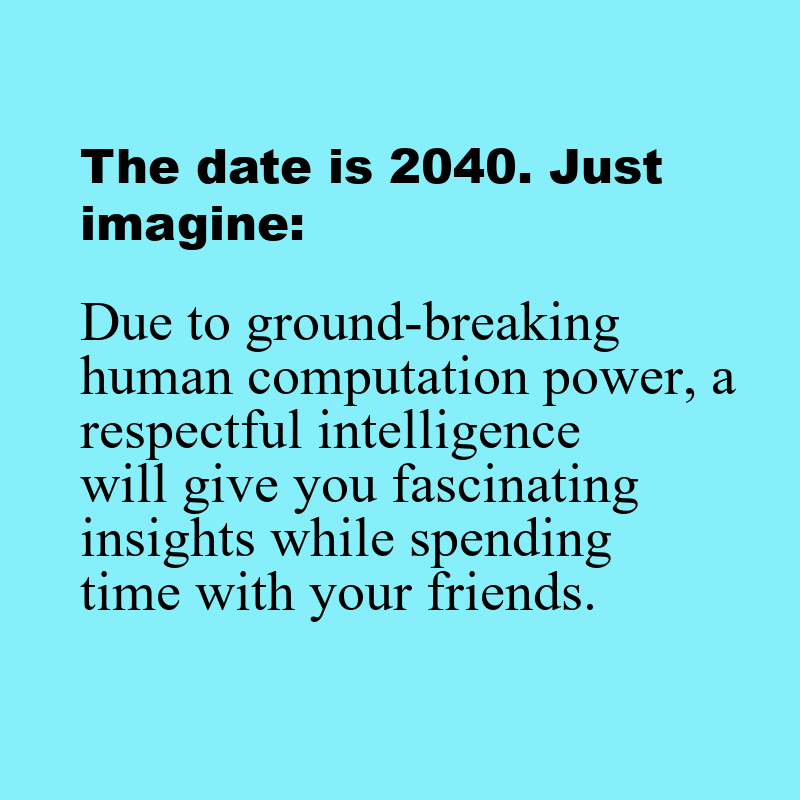 The date is 2040. Just
imagine:
Due to ground-breaking
human computation power, a
respectful intelligence
will give you fascinating
insights while spending
time with your friends.